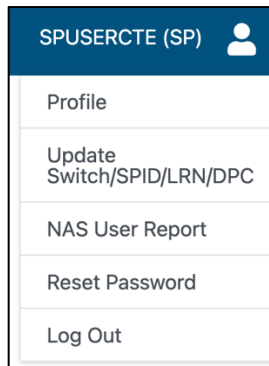 SPUSERCTE (SP)
Profile
Update
Switch/SPID/LRN/DPC
NAS User Report
Reset Password
Log Out